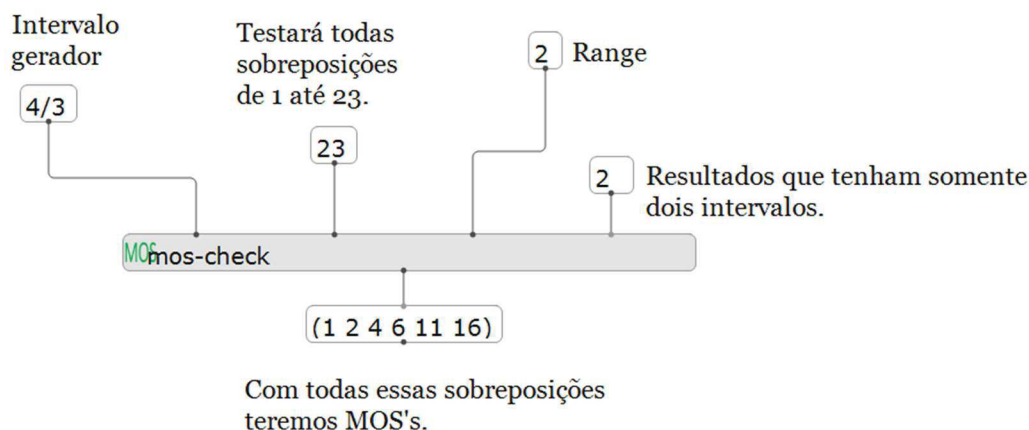 Intervalo
gerador
4/3
Testará todas
sobreposições
de 1 até 23.
23
2
Range
2
Resultados que tenham somente
dois intervalos.
MOS
mos-check
(1 2 4 6 11 16)
Com todas essas sobreposições
teremos MOS's.